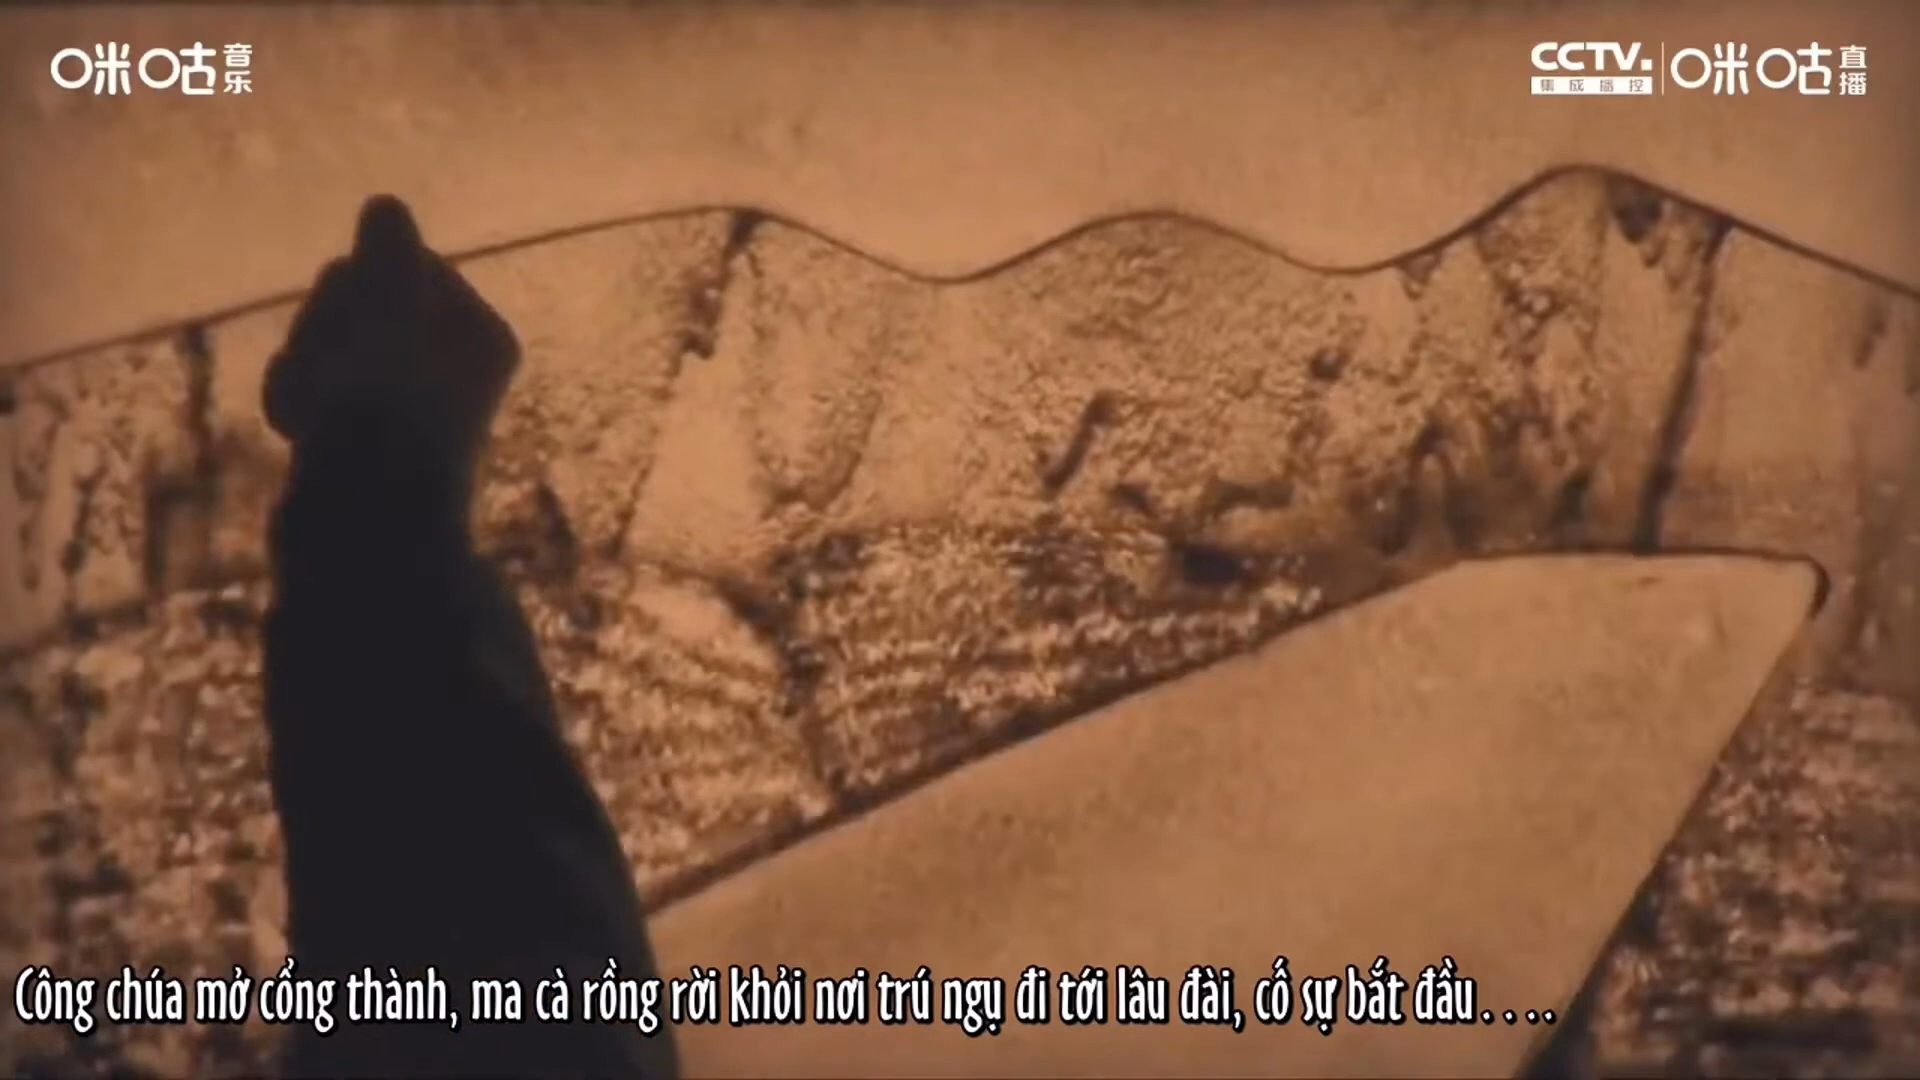 咪咕音乐
CCTV. 咪咕直播
集成播控
Công chúa mở cổng thành, ma cà rồng rời khỏi nơi trú ngụ đi tới lâu đài, cố sự bắt đầu....